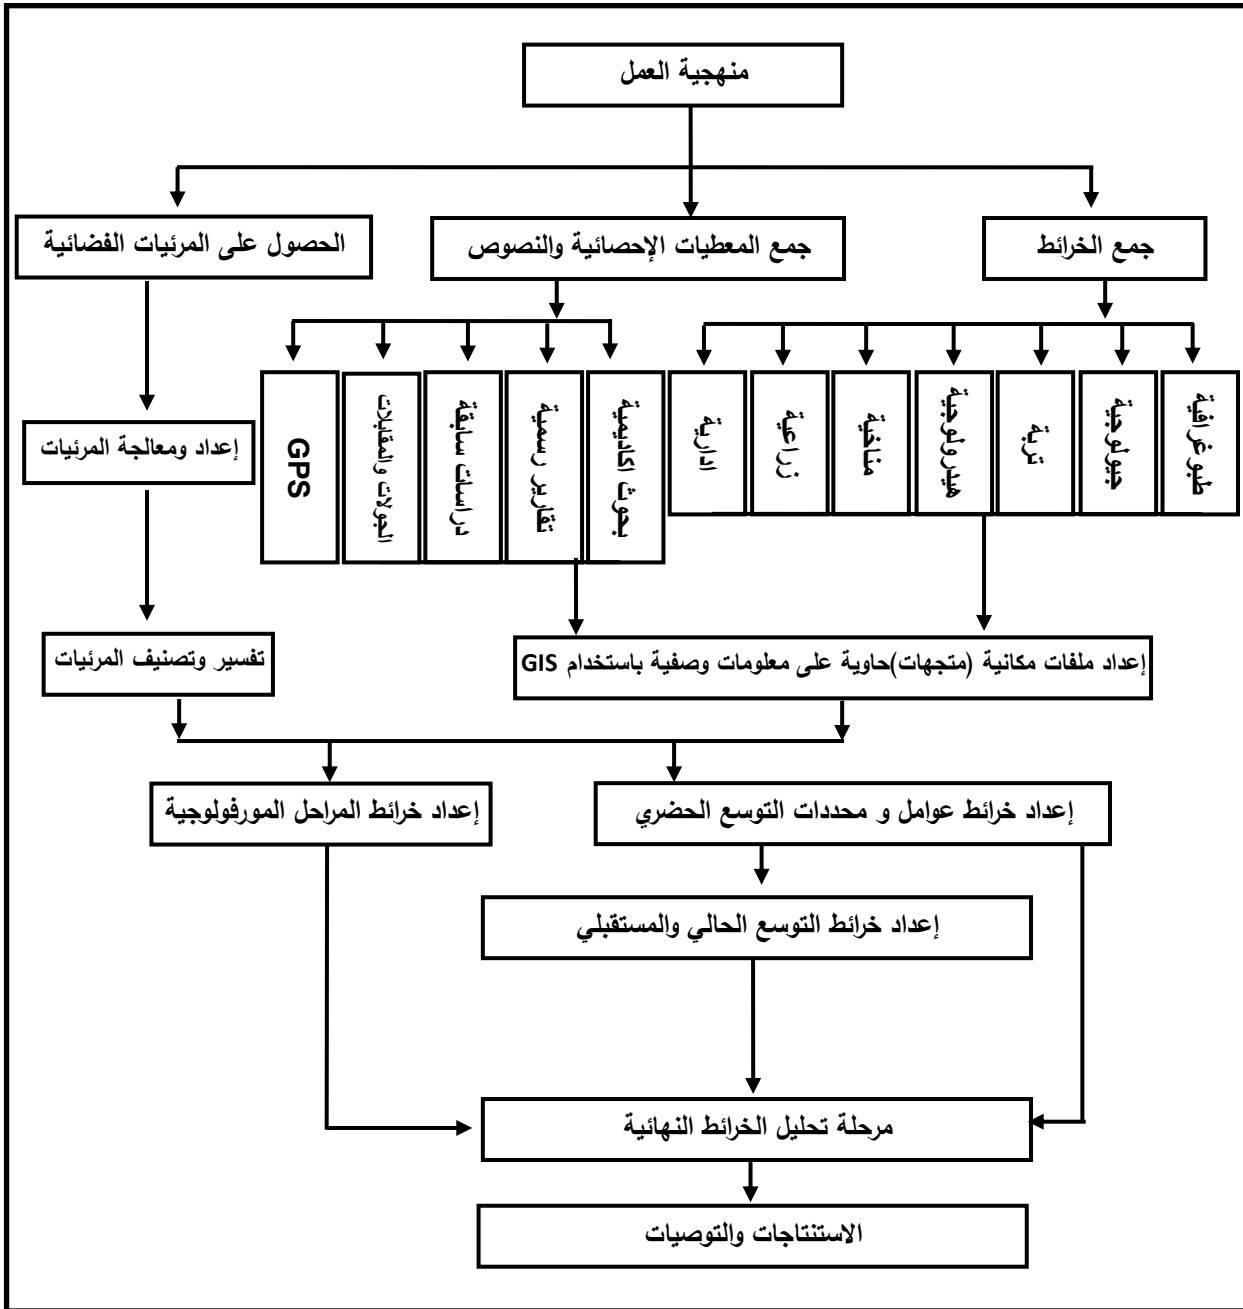 منهجية العمل
جمع الخرائط
جمع المعطيات الإحصائية والنصوص
الحصول على المرئيات الفضائية
طبوغرافية
جيولوجية
تربة
هيدرولوجية
مناخية
زراعية
ادارية
بحوث اكاديمية
تقارير رسمية
دراسات سابقة
الجولات والمقابلات
GPS
إعداد ومعالجة المرئيات
تفسير وتصنيف المرئيات
إعداد ملفات مكانية (متجهات)حاوية على معلومات وصفية باستخدام GIS
إعداد خرائط عوامل و محددات التوسع الحضري
إعداد خرائط المراحل المورفولوجية
إعداد خرائط التوسع الحالي والمستقبلي
مرحلة تحليل الخرائط النهائية
الاستنتاجات والتوصيات